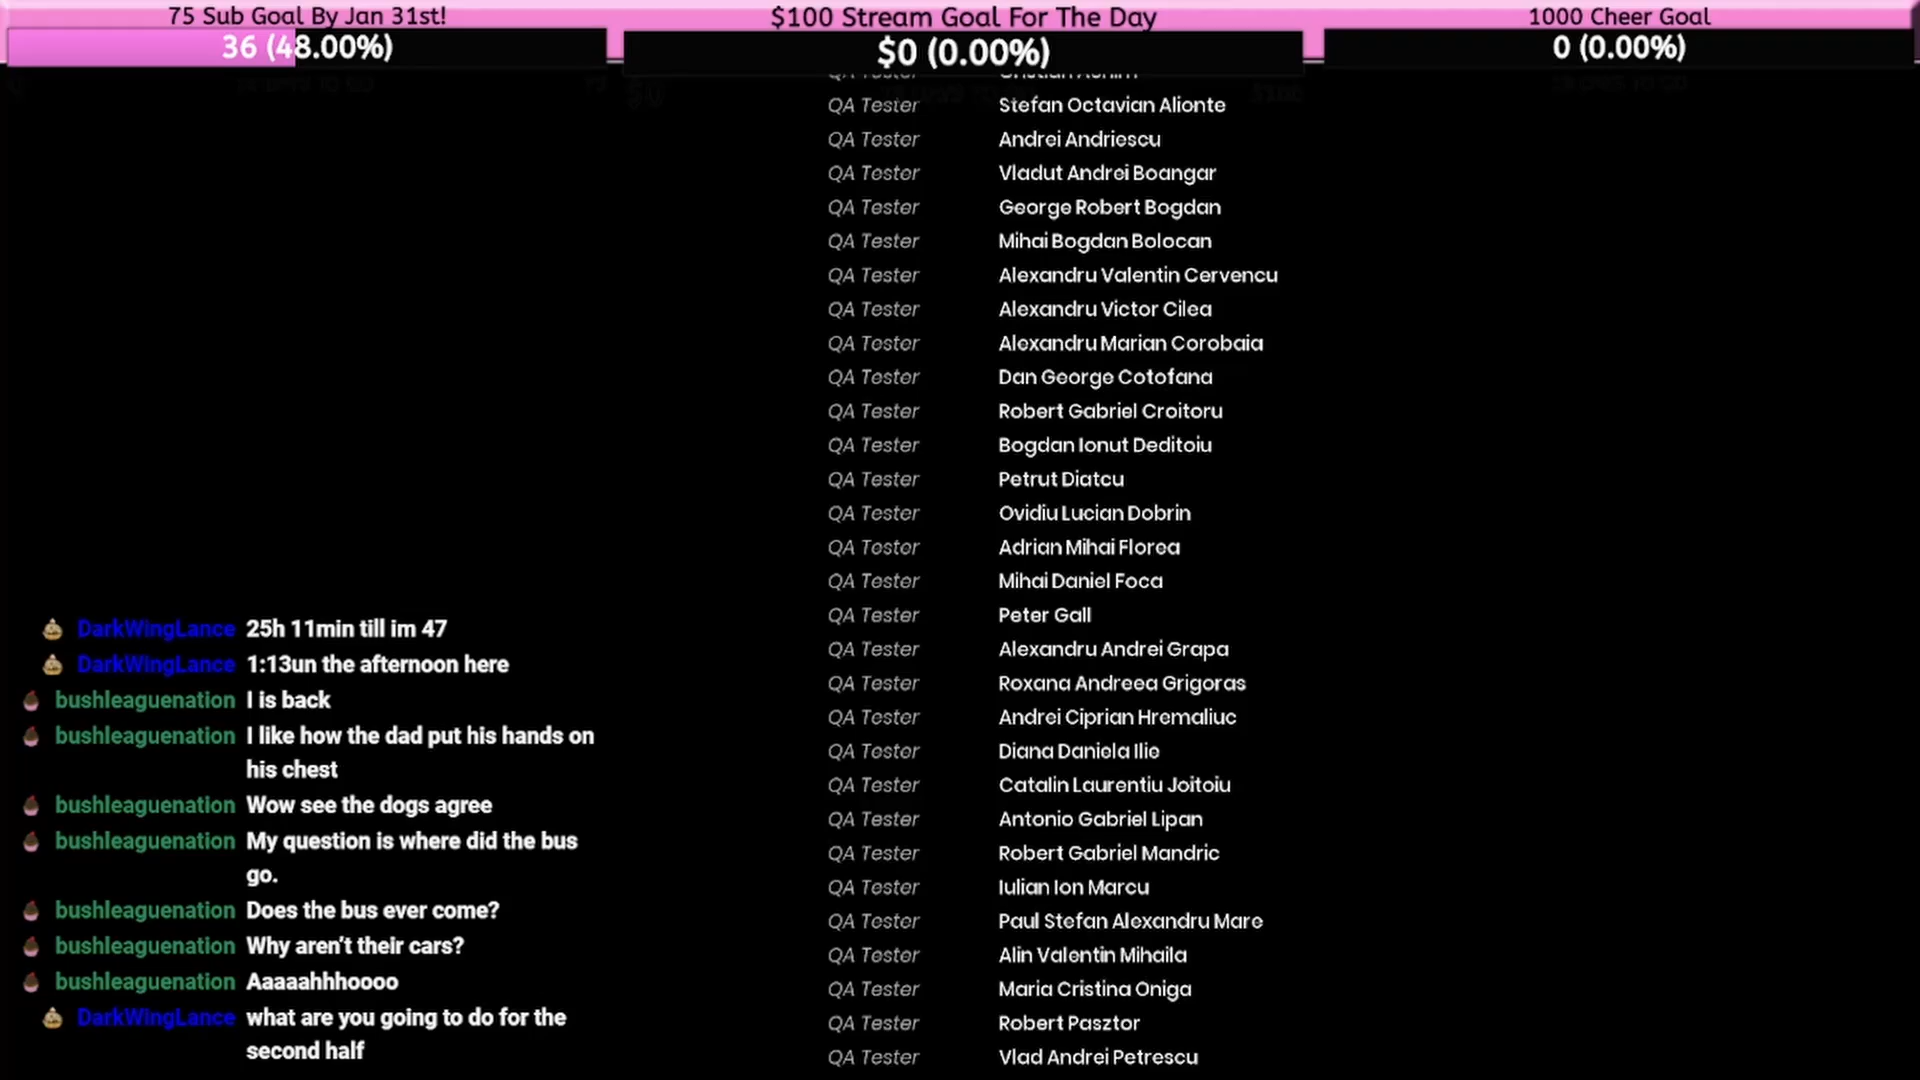 75 Sub Goal By Jan 31st!
36 (48.00%)
$100 Stream Goal For The Day
$0 (0.00%)
1000 Cheer Goal
0 (0.00%)
QA Tester Stefan Octavian Alionte
QA Tester Andrei Andriescu
QA Tester Vladut Andrei Boangar
QA Tester George Robert Bogdan
QA Tester Mihai Bogdan Bolocan
QA Tester Alexandru Valentin Cervencu
QA Tester Alexandru Victor Cilea
QA Tester Alexandru Marian Corobaia
QA Tester Dan George Cotofana
QA Tester Robert Gabriel Croitoru
QA Tester Bogdan Ionut Deditoiu
QA Tester Petrut Diatcu
QA Tester Ovidiu Lucian Dobrin
QA Tester Adrian Mihai Florea
QA Tester Mihai Daniel Foca
QA Tester Peter Gall
QA Tester Alexandru Andrei Grapa
QA Tester Roxana Andreea Grigoras
QA Tester Andrei Ciprian Hremaliuc
QA Tester Diana Daniela Ilie
QA Tester Catalin Laurentiu Joitoiu
QA Tester Antonio Gabriel Lipan
QA Tester Robert Gabriel Mandric
QA Tester Iulian Ion Marcu
QA Tester Paul Stefan Alexandru Mare
QA Tester Alin Valentin Mihaila
QA Tester Maria Cristina Oniga
QA Tester Robert Pasztor
QA Tester Vlad Andrei Petrescu
DarkWingLance 25h 11min till im 47
DarkWingLance 1:13un the afternoon here
bushleaguenation I is back
bushleaguenation I like how the dad put his hands on
his chest
bushleaguenation Wow see the dogs agree
bushleaguenation My question is where did the bus
go.
bushleaguenation Does the bus ever come?
bushleaguenation Why aren't their cars?
bushleaguenation Aaaaahhhoooo
DarkWingLance what are you going to do for the
second half